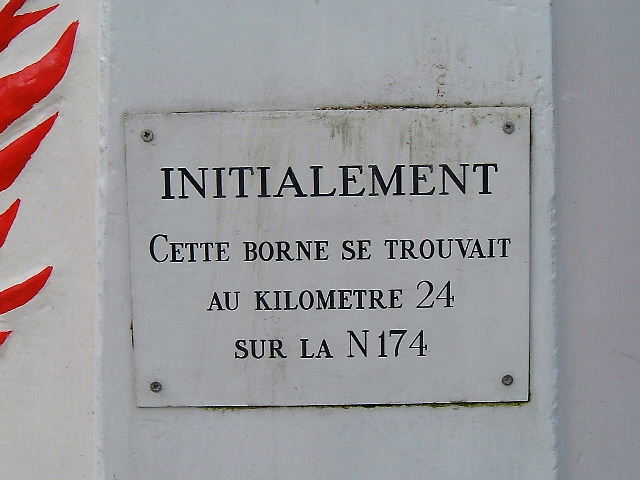 INITIALEMENT
CETTE BORNE SE TROUVAIT
AU KILOMETRE 24
SUR LA N174